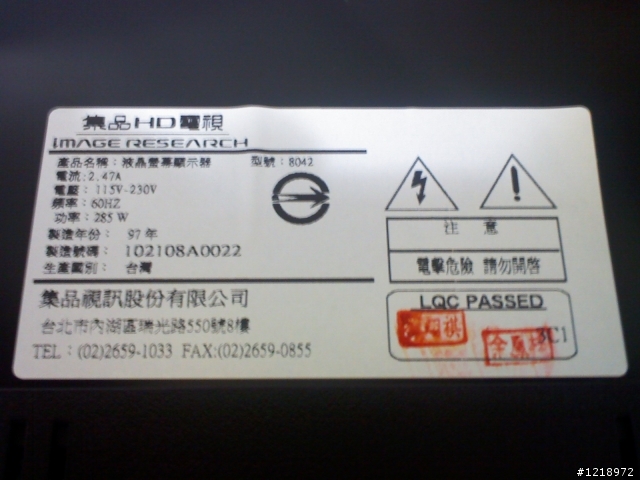 集品HD電視
IMAGE RESEARCH
產品名稱：液晶螢幕顯示器 型號：8042
電流：2.47A
電壓：115V-230V
頻率：60HZ
功率：285 W
製造年份： 97 年
製造號碼： 102108A0022
生產國別： 台灣
集品視訊股份有限公司
台北市內湖區瑞光路550號8樓
TEL：(02)2659-1033 FAX:(02)2659-0855
注 意
電擊危險 請勿開啓
LQC PASSED
3C1
#1218972